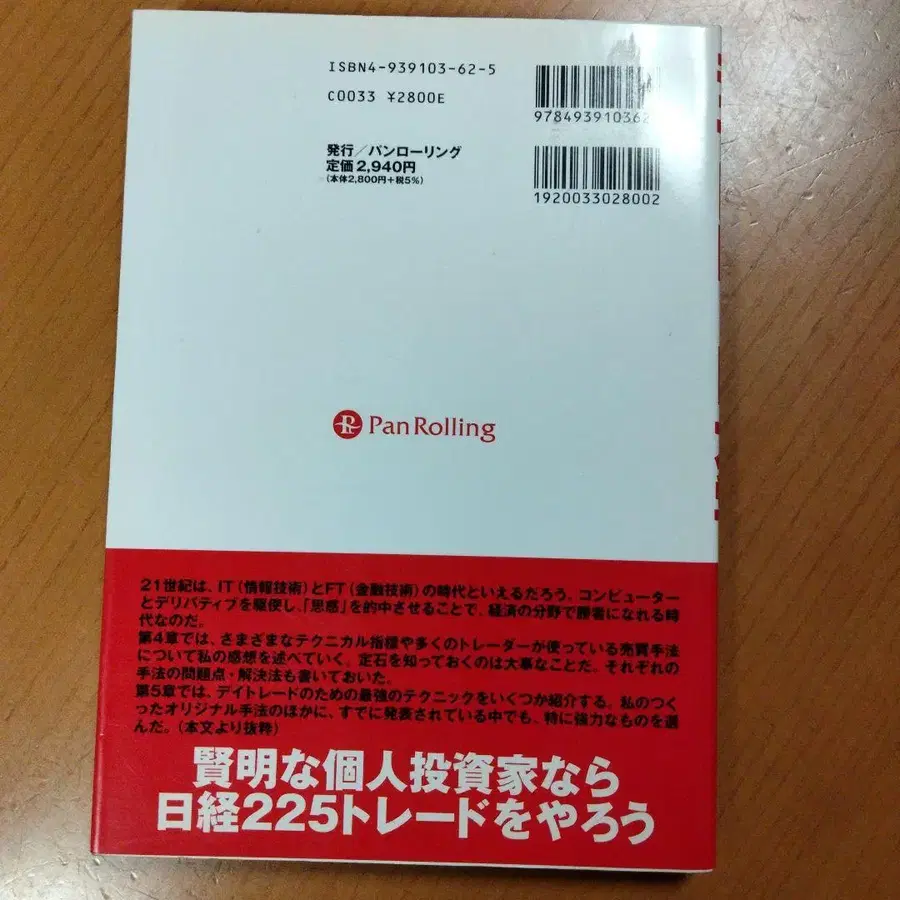 ISBN4-939103-62-5
C0033 ¥2800E
発行／パンローリング
定価2,940円
（本体2,800円＋税5%）
978493910362
1920033028002
Pan Rolling
21世紀は、IT（情報技術）とFT（金融技術）の時代といえるだろう。コンピューター
とデリバティブを駆使し、「思惑」を的中させることで、経済の分野で勝者になれる時
代なのだ。
第4章では、さまざまなテクニカル指標や多くのトレーダーが使っている売買手法
について私の感想を述べていく。定石を知っておくのは大事なことだ。それぞれの
手法の問題点・解決法も書いておいた。
第5章では、デイトレードのための最強のテクニックをいくつか紹介する。私のつく
ったオリジナル手法のほかに、すでに発表されている中でも、特に強力なものを選
んだ。（本文より抜粋）
賢明な個人投資家なら
日経225トレードをやろう